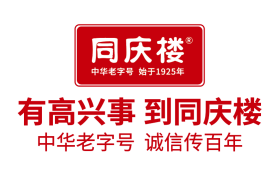 同庆楼®
中华老字号 始于1925年
有高兴事 到同庆楼
中华老字号 诚信传百年